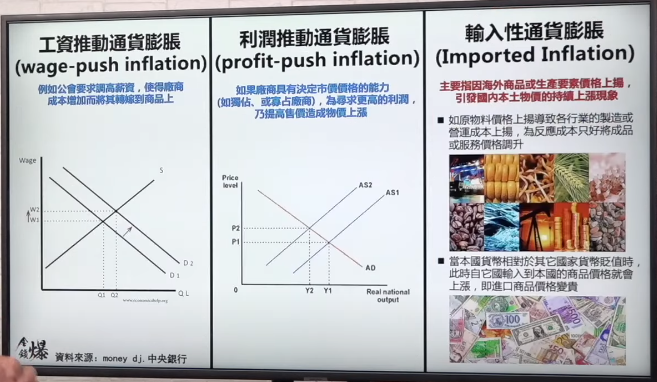 工資推動通貨膨脹
(wage-push inflation)
例如公會要求調高薪資，使得廠商
成本增加而將其轉嫁到商品上
Wage
S
W2
W1
D 2
D 1
Q1 Q2
Q L
www.economicshelp.org
金錢爆
資料來源: money dj.中央銀行
利潤推動通貨膨脹
(profit-push inflation)
如果廠商具有決定市價價格的能力
(如獨佔、或寡占廠商)，為尋求更高的利潤，
乃提高售價造成物價上漲
Price
level
AS2
AS1
P2
P1
AD
0
Y2 Y1
Real national
output
輸入性通貨膨脹
(Imported Inflation)
主要指因海外商品或生產要素價格上揚，
引發國內本土物價的持續上漲現象
■ 如原物料價格上揚導致各行業的製造或
營運成本上揚，為反應成本只好將成品
或服務價格調升
■ 當本國貨幣相對於其它國家貨幣貶值時，
此時自它國輸入到本國的商品價格就會
上漲，即進口商品價格變貴
100